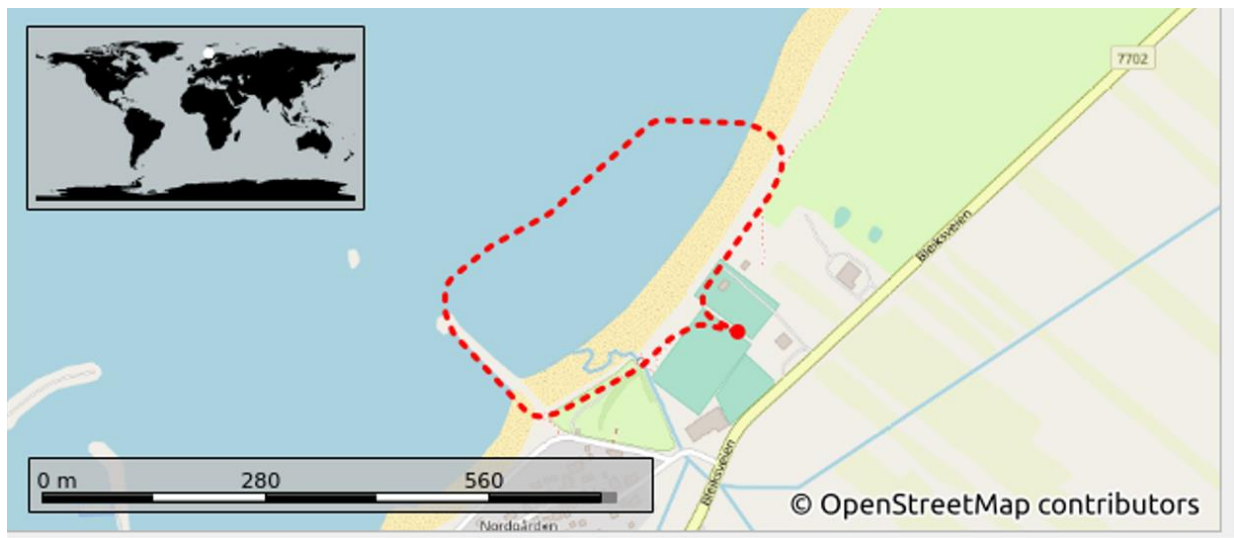 7702
Bleiksveien
0 m 280 560
Bleiksveien
© OpenStreetMap contributors
Nordgården